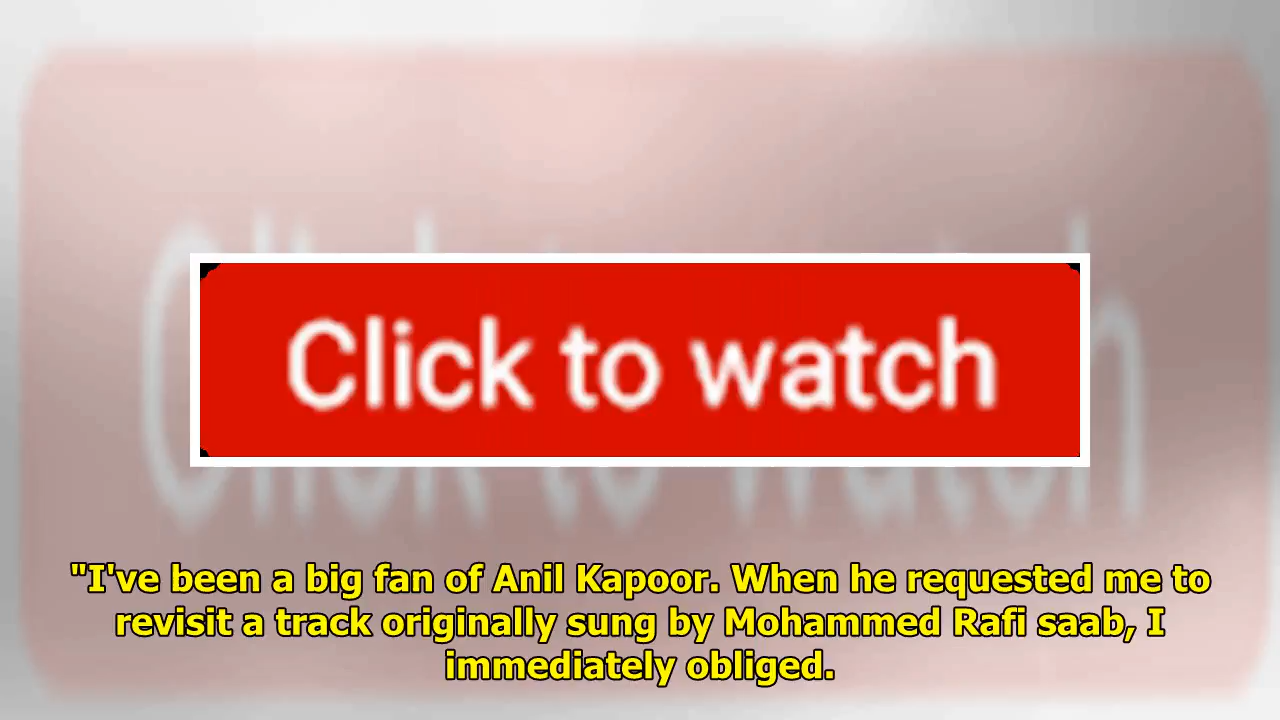 Click to watch
"I've been a big fan of Anil Kapoor. When he requested me to
revisit a track originally sung by Mohammed Rafi saab, I
immediately obliged.